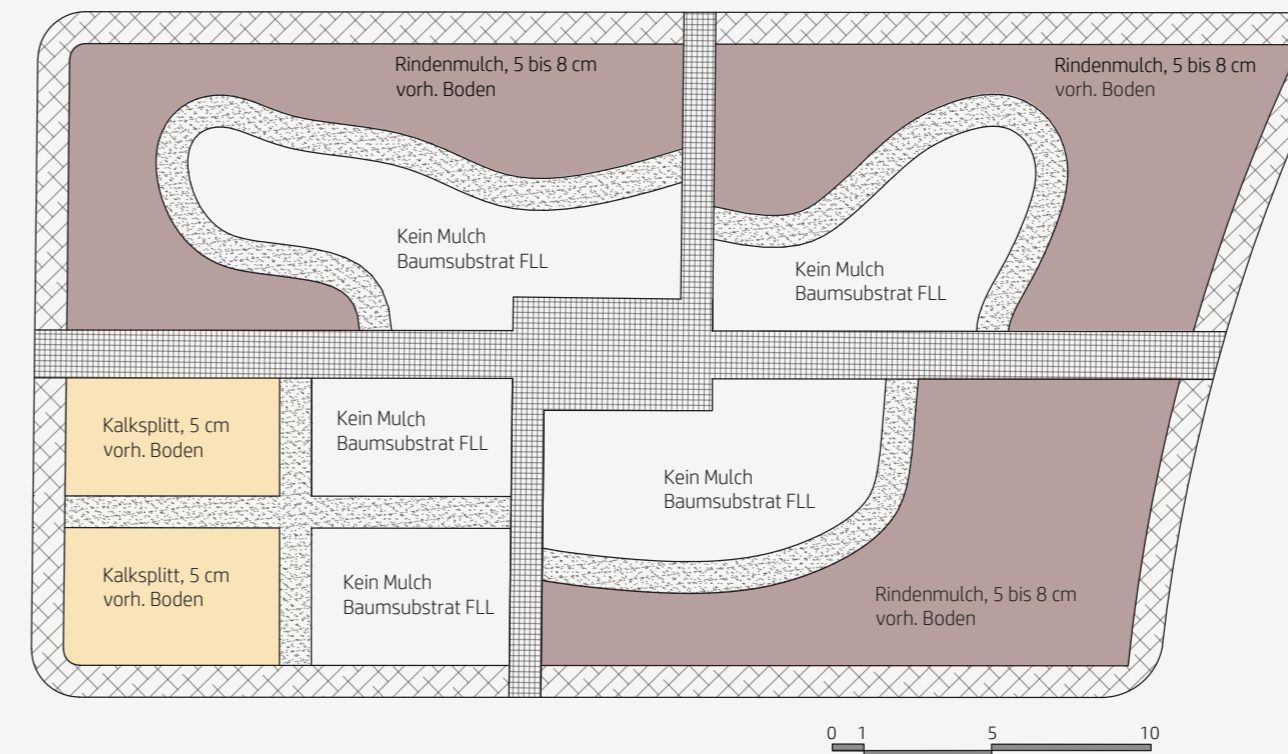 Rindenmulch, 5 bis 8 cm
vorh. Boden
Rindenmulch, 5 bis 8 cm
vorh. Boden
Kein Mulch
Baumsubstrat FLL
Kein Mulch
Baumsubstrat FLL
Kalksplitt, 5 cm
vorh. Boden
Kein Mulch
Baumsubstrat FLL
Kein Mulch
Baumsubstrat FLL
Kalksplitt, 5 cm
vorh. Boden
Kein Mulch
Baumsubstrat FLL
Rindenmulch, 5 bis 8 cm
vorh. Boden
0 1 5 10